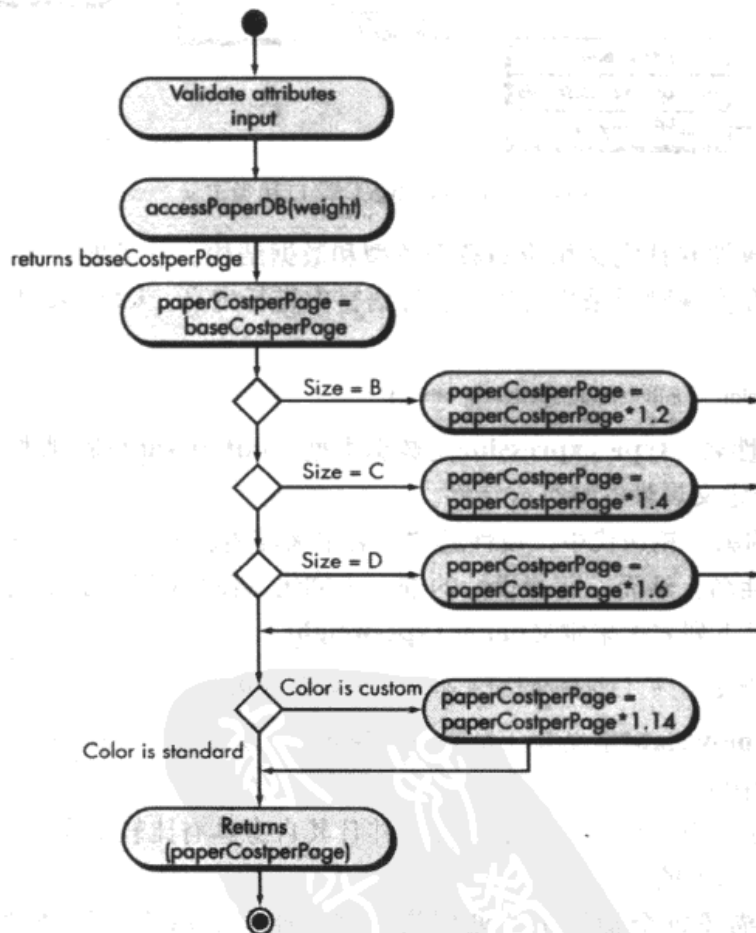 Validate attributes
input
accessPaperDB(weight)
returns baseCostperPage
paperCostperPage =
baseCostperPage
Size = B
paperCostperPage =
paperCostperPage*1.2
Size = C
paperCostperPage =
paperCostperPage*1.4
Size = D
paperCostperPage =
paperCostperPage*1.6
Color is custom
paperCostperPage =
paperCostperPage*1.14
Color is standard
Returns
(paperCostperPage)